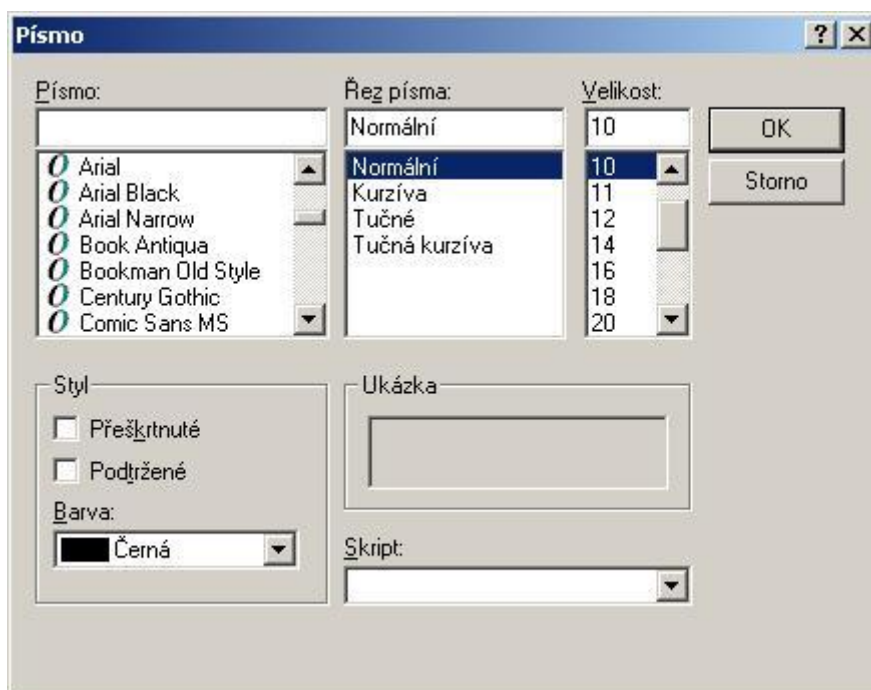 Písmo
Písmo:
Řez písma:
Velikost:
Normální
10
OK
Storno
Arial
Arial Black
Arial Narrow
Book Antiqua
Bookman Old Style
Century Gothic
Comic Sans MS
Normální
Kurzíva
Tučné
Tučná kurzíva
10
11
12
14
16
18
20
Styl
Přeškrtnuté
Podtržené
Barva:
Černá
Ukázka
Skript: